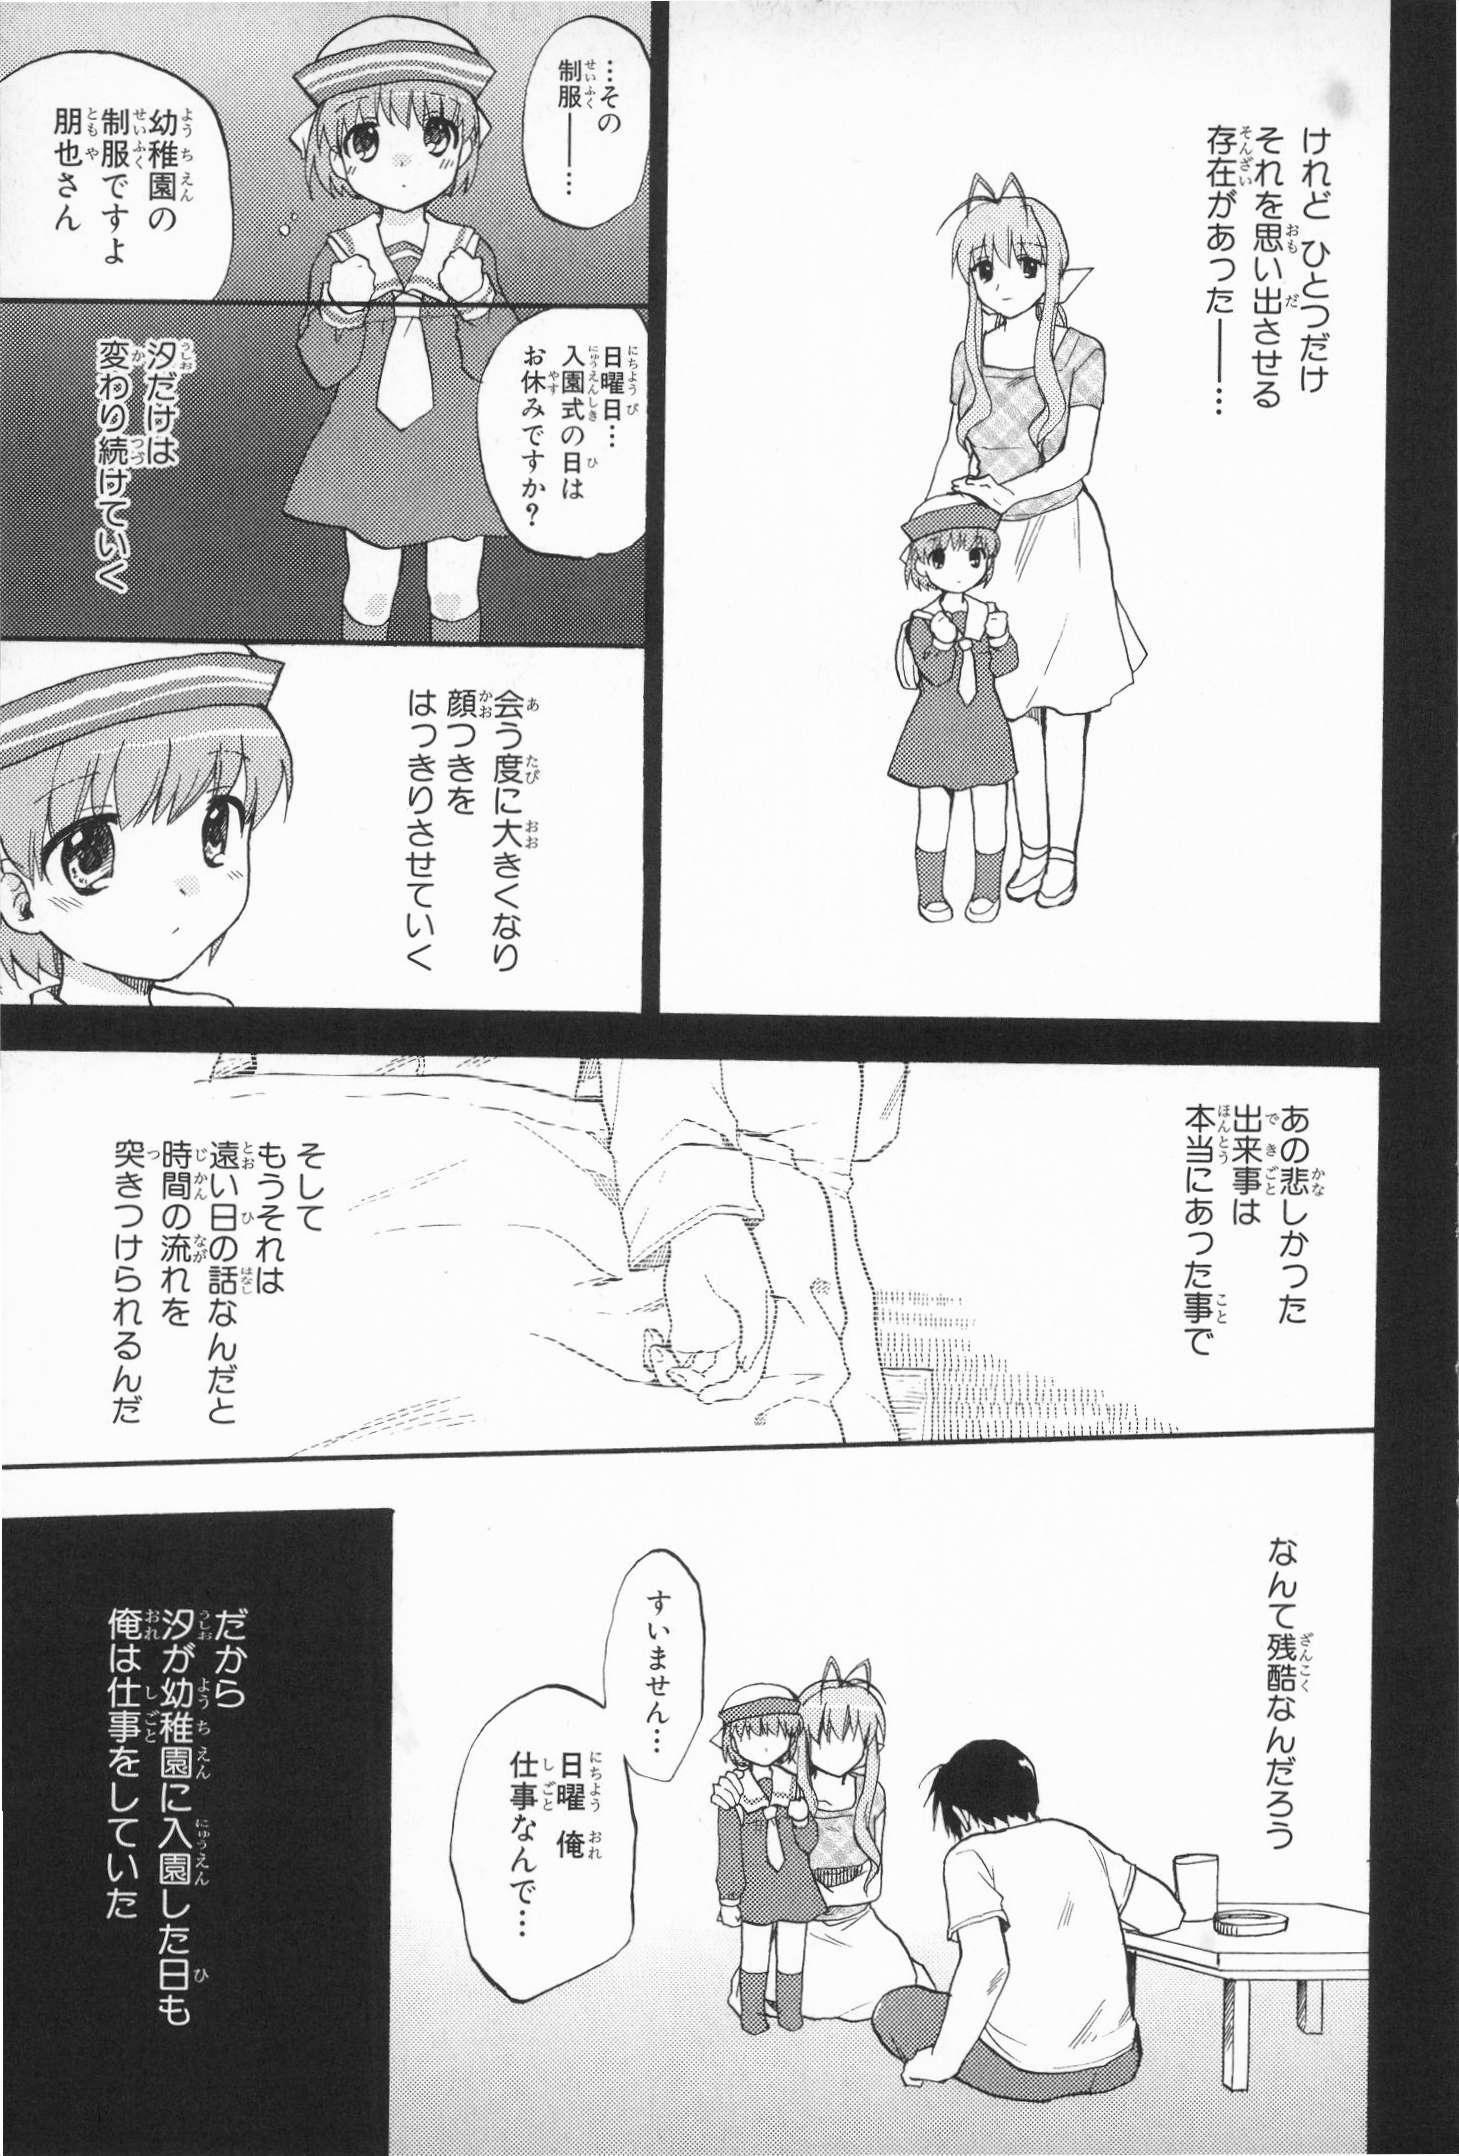 けれど ひとつだけ
それを思い出させる
存在があった――…
…その
制服――…
幼稚園の
制服ですよ
朋也さん
日曜日…
入園式の日は
お休みですか?
汐だけは
変わり続けていく
会う度に大きくなり
顔つきを
はっきりさせていく
あの悲しかった
出来事は
本当にあった事で
そして
もうそれは
遠い日の話なんだと
時間の流れを
突きつけられるんだ
なんて残酷なんだろう
すいません…
日曜 俺
仕事なんで…
だから
汐が幼稚園に入園した日も
俺は仕事をしていた